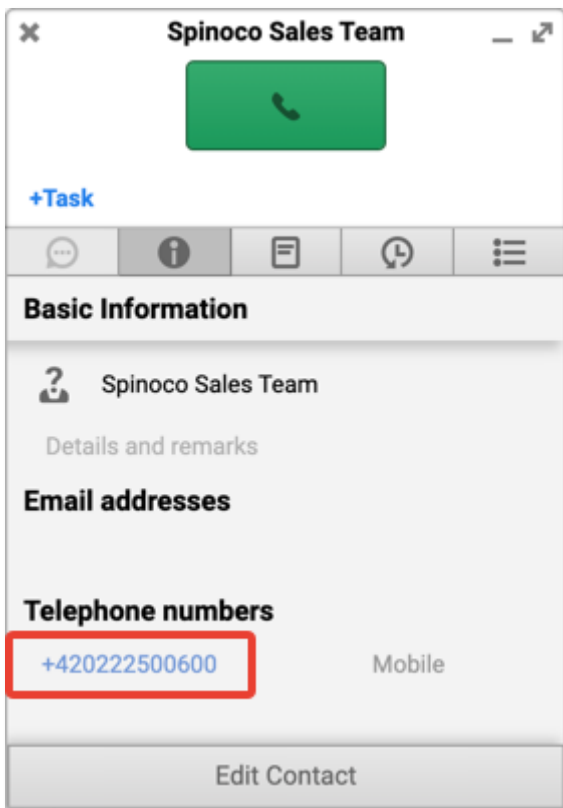 Spinoco Sales Team
+Task
Basic Information
Spinoco Sales Team
Details and remarks
Email addresses
Telephone numbers
+420222500600 Mobile
Edit Contact